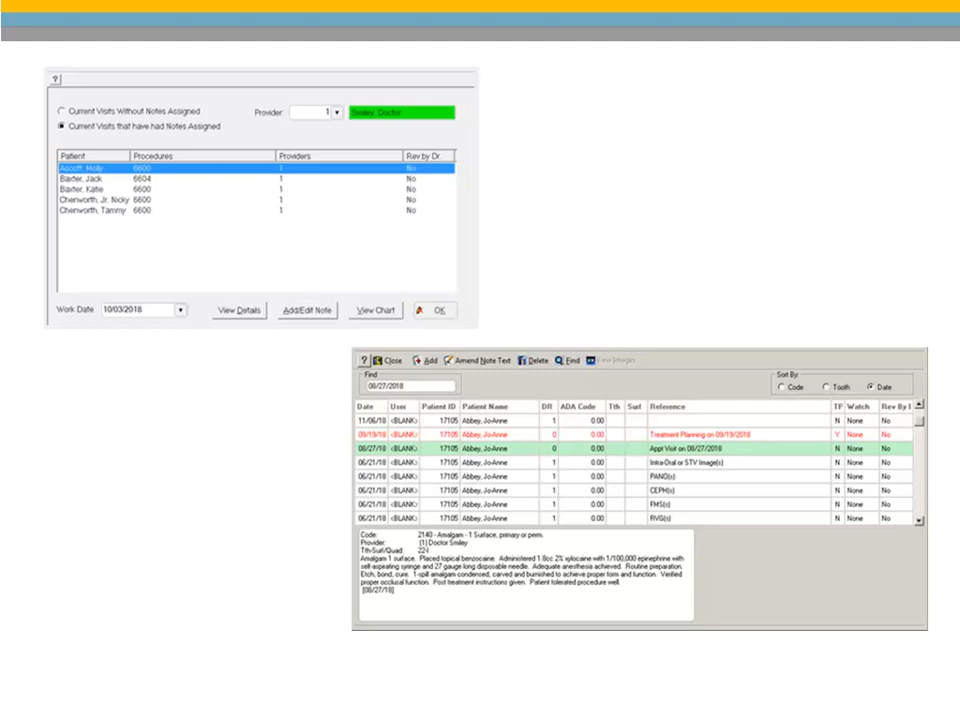 ?
Current Visits Without Notes Assigned
Provider: 1 Smiley, Doctor
Current Visits that have had Notes Assigned
Patient Procedures Providers Rev by Dr.
Ascott, Molly 6600 1 No
Baxter, Jack 6604 1 No
Baxter, Katie 6600 1 No
Chenworth, Jr, Nicky 6600 1 No
Chenworth, Tammy 6600 1 No
Work Date 10/03/2018 View Details Add/Edit Note View Chart OK
? Close Add Amend Note Text Delete Find View Images
Find
08/27/2018
Sort By:
Code Tooth Date
Date User Patient ID Patient Name DR ADA Code Tth Surf Reference TP Watch Rev By I
11/06/18 <BLANK> 17105 Abbey, Jo-Anne 1 0.00 N None No
09/19/18 <BLANK> 17105 Abbey, Jo-Anne 0 0.00 Treatment Planning on 09/19/2018 Y None No
08/27/18 <BLANK> 17105 Abbey, Jo-Anne 0 0.00 Appt Visit on 08/27/2018 N None No
06/21/18 <BLANK> 17105 Abbey, Jo-Anne 1 0.00 Intra-Oral or STV Image(s) N None No
06/21/18 <BLANK> 17105 Abbey, Jo-Anne 1 0.00 PANO(s) N None No
06/21/18 <BLANK> 17105 Abbey, Jo-Anne 1 0.00 CEPH(s) N None No
06/21/18 <BLANK> 17105 Abbey, Jo-Anne 1 0.00 FMS(s) N None No
06/21/18 <BLANK> 17105 Abbey, Jo-Anne 1 0.00 RVG(s) N None No
Code: 2140 - Amalgam - 1 Surface, primary or perm.
Provider: (1) Doctor Smiley
Tth-Surf/Quad:
Amalgam 1 surface. Placed topical benzocaine. Administered 1.8cc 2% xylocaine with 1/100,000 epinephrine with
self-aspirating syringe and 27 gauge long disposable needle. Adequate anesthesia achieved. Routine preparation.
Etch, bond, cure. 1-spill amalgam condensed, carved and burnished to achieve proper form and function. Verified
proper occlusal function. Post treatment instructions given. Patient tolerated procedure well.
[08/27/18]